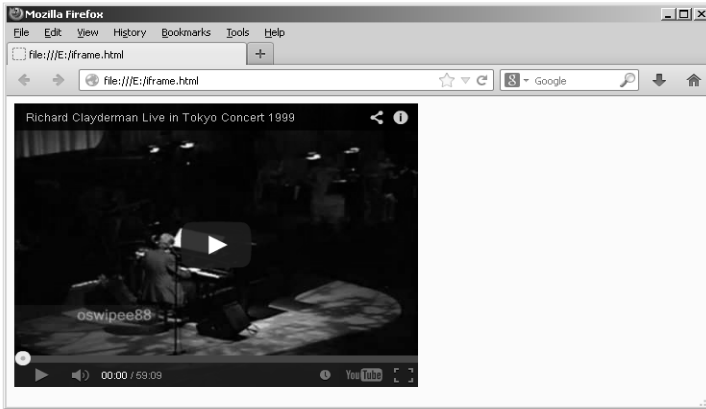 Mozilla Firefox
File Edit View History Bookmarks Tools Help
file:///E:/iframe.html
file:///E:/iframe.html
Google
Richard Clayderman Live in Tokyo Concert 1999
oswipee88
00:00 / 59:09 YouTube